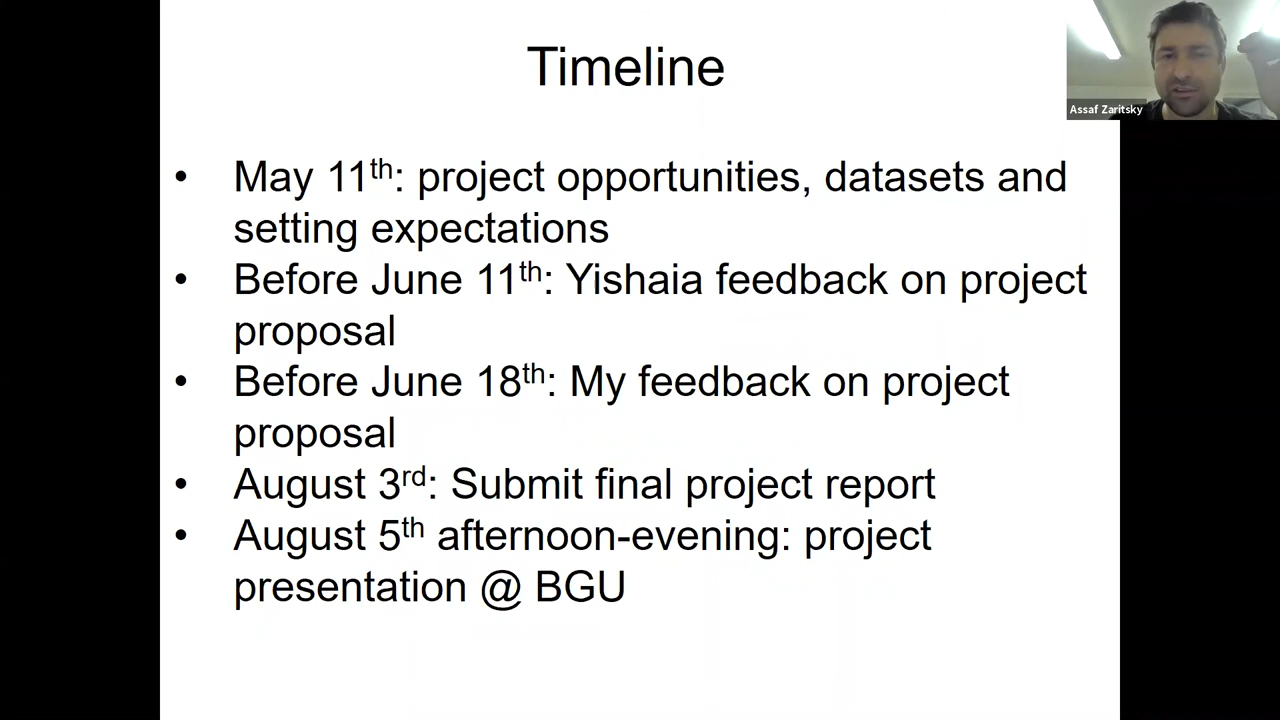 Timeline
Assaf Zaritsky
• May 11th: project opportunities, datasets and
setting expectations
• Before June 11th: Yishaia feedback on project
proposal
• Before June 18th: My feedback on project
proposal
• August 3rd: Submit final project report
• August 5th afternoon-evening: project
presentation @ BGU